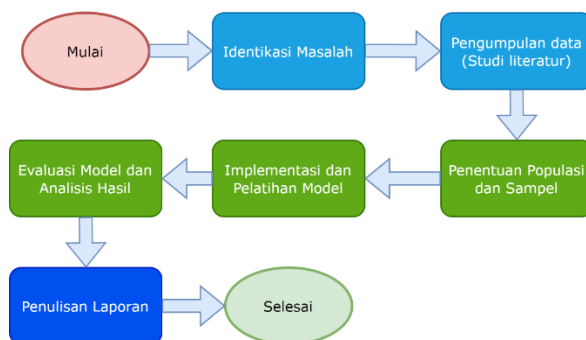 Mulai
Identikasi Masalah
Pengumpulan data
(Studi literatur)
Penentuan Populasi
dan Sampel
Implementasi dan
Pelatihan Model
Evaluasi Model dan
Analisis Hasil
Penulisan Laporan
Selesai